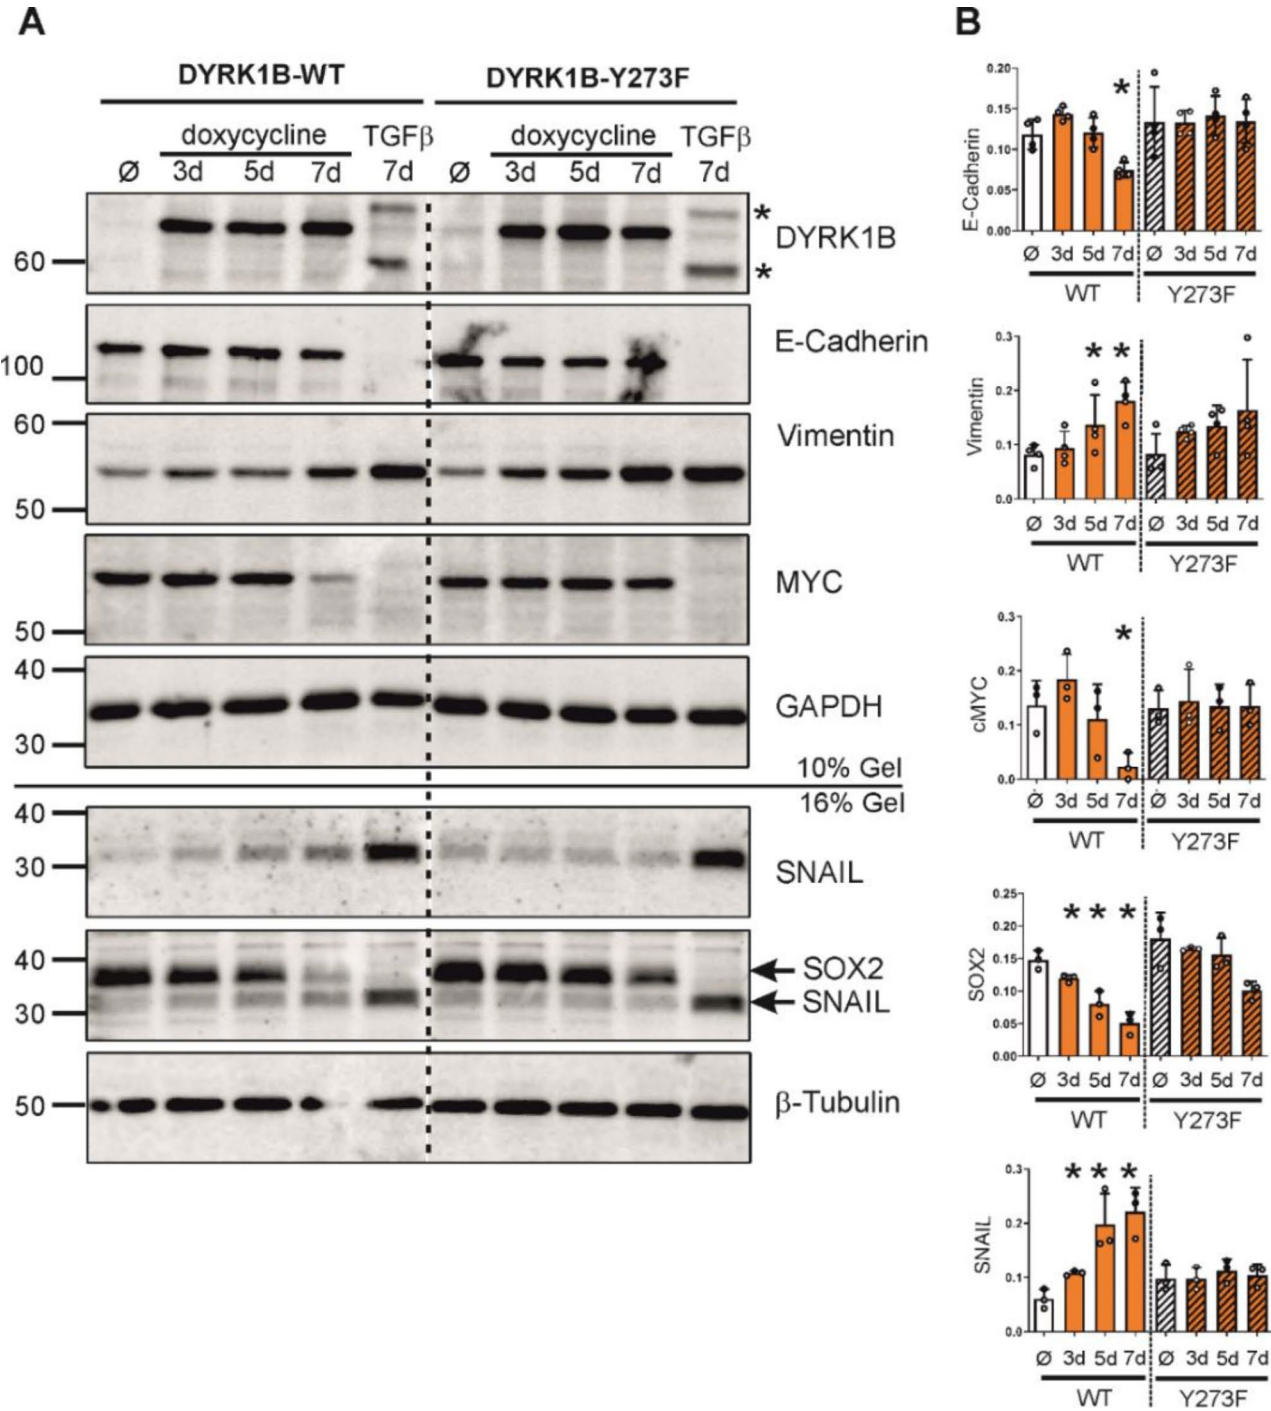 A
DYRK1B-WT DYRK1B-Y273F
doxycycline TGFβ doxycycline TGFβ
Ø 3d 5d 7d 7d Ø 3d 5d 7d 7d
* DYRK1B
60 *
E-Cadherin
100
60 Vimentin
50
MYC
50
40
GAPDH
30
10% Gel
16% Gel
40
30 SNAIL
40 SOX2
30 SNAIL
50 β-Tubulin
B
E-Cadherin
0.20
0.15
0.10
0.05
0.00
*
Ø 3d 5d 7d Ø 3d 5d 7d
WT Y273F
Vimentin
0.3
0.2
0.1
0.0
* *
Ø 3d 5d 7d Ø 3d 5d 7d
WT Y273F
cMYC
0.3
0.2
0.1
0.0
*
Ø 3d 5d 7d Ø 3d 5d 7d
WT Y273F
SOX2
0.25
0.20
0.15
0.10
0.05
0.00
* * *
Ø 3d 5d 7d Ø 3d 5d 7d
WT Y273F
SNAIL
0.3
0.2
0.1
0.0
* * *
Ø 3d 5d 7d Ø 3d 5d 7d
WT Y273F